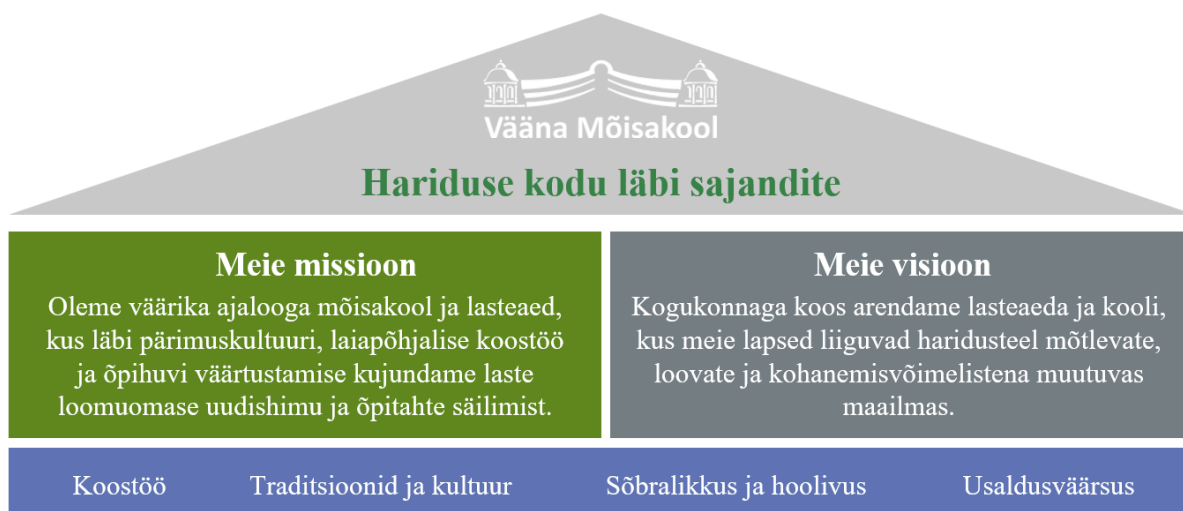 Vääna Mõisakool
Hariduse kodu läbi sajandite
Meie missioon
Oleme väärika ajalooga mõisakool ja lasteaed,
kus läbi pärimuskultuuri, laiapõhjalise koostöö
ja õpihuvi väärtustamise kujundame laste
loomuomase uudishimu ja õpitahte säilimist.
Meie visioon
Kogukonnaga koos arendame lasteaeda ja kooli,
kus meie lapsed liiguvad haridusteel mõtlevate,
loovate ja kohanemisvõimelistena muutuvas
maailmas.
Koostöö Traditsioonid ja kultuur Sõbralikkus ja hoolivus Usaldusväärsus